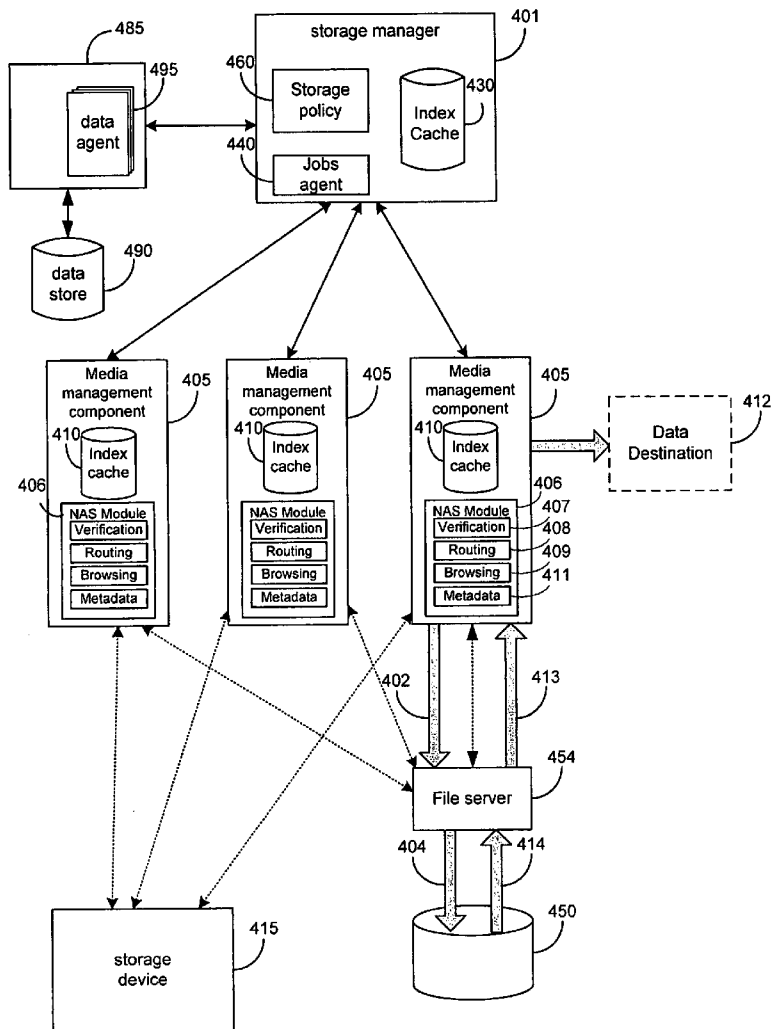 485
495
data
agent
490
data
store
storage manager
401
460
Storage
policy
430
Index
Cache
440
Jobs
agent
Media
management
component
405
410
Index
cache
406
NAS Module
Verification
Routing
Browsing
Metadata
Media
management
component
405
410
Index
cache
NAS Module
Verification
Routing
Browsing
Metadata
Media
management
component
405
410
Index
cache
406
NAS Module
Verification
407
Routing
408
Browsing
409
Metadata
411
Data
Destination
412
402
413
File server
454
404
414
450
storage
device
415